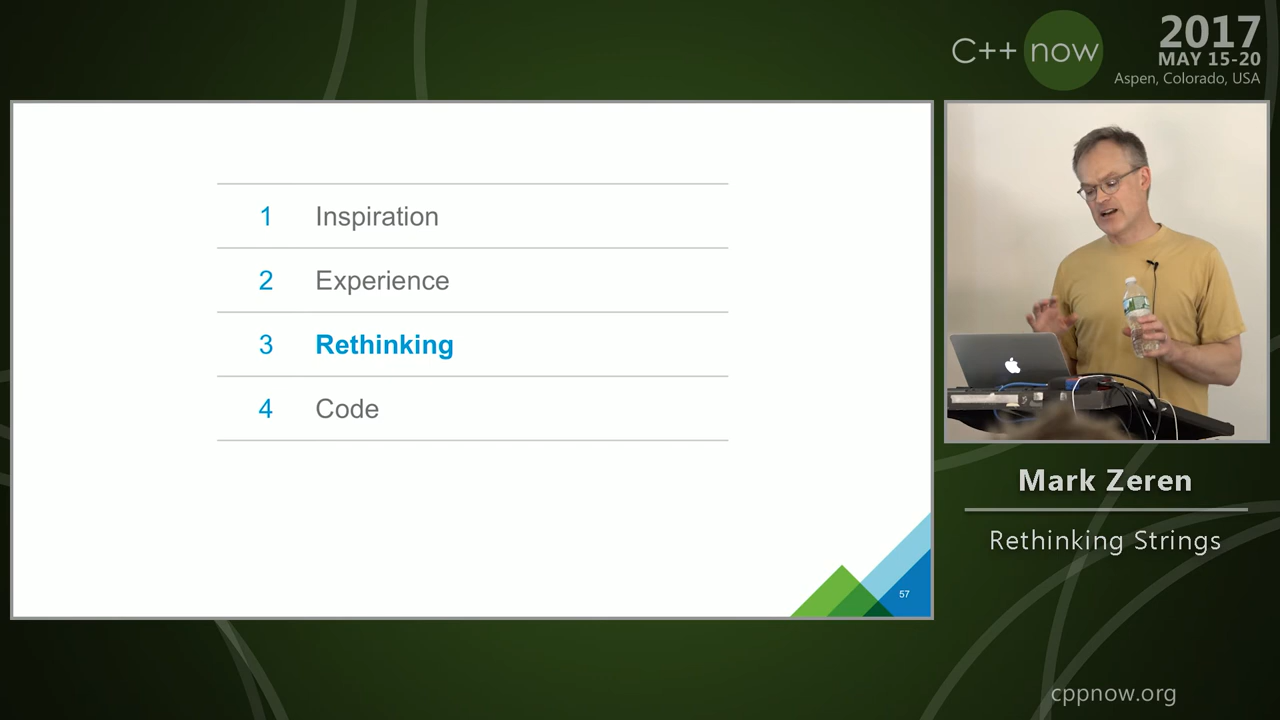 C++ now
2017
MAY 15-20
Aspen, Colorado, USA
1 Inspiration
2 Experience
3 Rethinking
4 Code
57
Mark Zeren
Rethinking Strings
cppnow.org